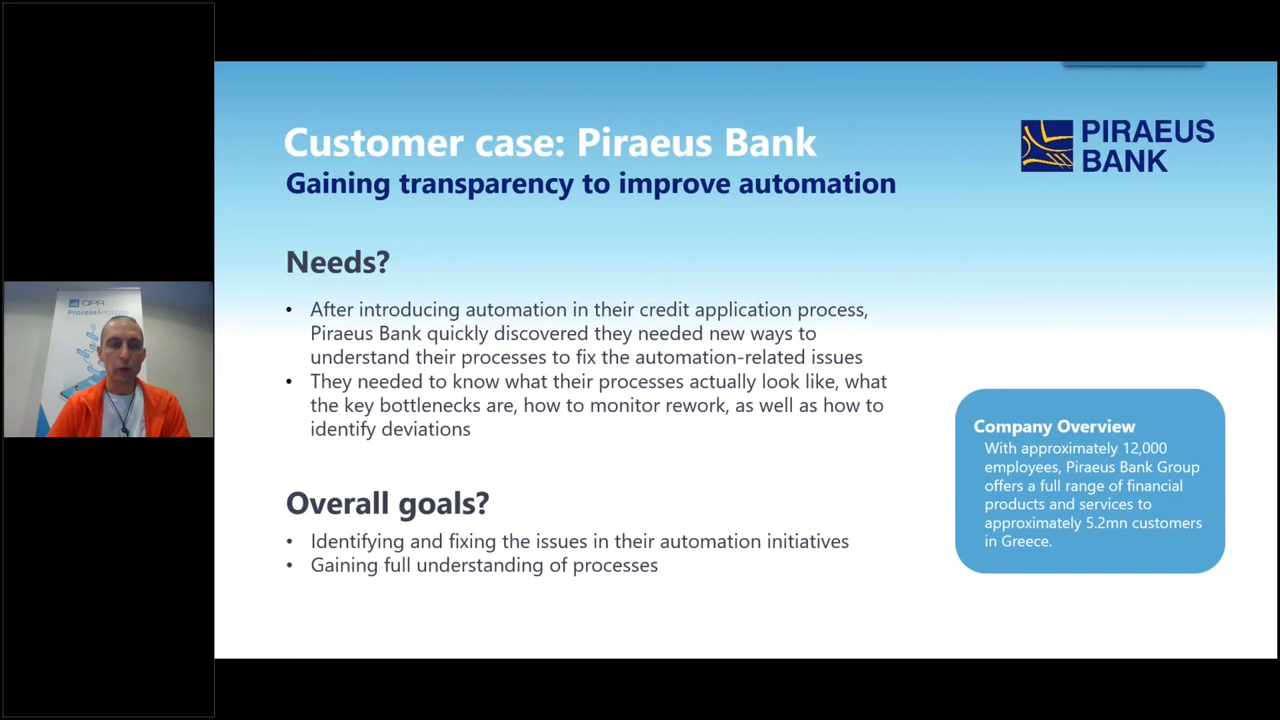 Customer case: Piraeus Bank
Gaining transparency to improve automation
PIRAEUS
BANK
Needs?
• After introducing automation in their credit application process,
Piraeus Bank quickly discovered they needed new ways to
understand their processes to fix the automation-related issues
• They needed to know what their processes actually look like, what
the key bottlenecks are, how to monitor rework, as well as how to
identify deviations
Overall goals?
• Identifying and fixing the issues in their automation initiatives
• Gaining full understanding of processes
Company Overview
With approximately 12,000
employees, Piraeus Bank Group
offers a full range of financial
products and services to
approximately 5.2mn customers
in Greece.
QPR
ProcessAnalyzer